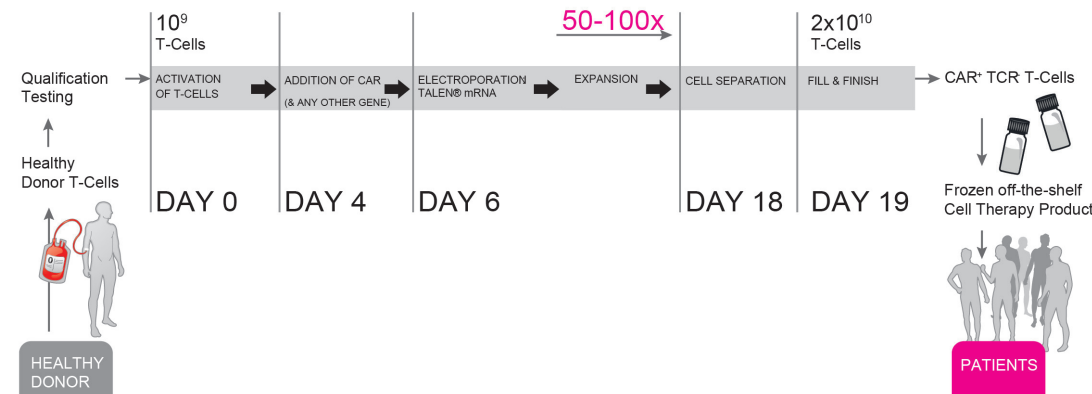 10⁹
T-Cells
50-100x
2x10¹⁰
T-Cells
Qualification
Testing
ACTIVATION
OF T-CELLS
ADDITION OF CAR
(& ANY OTHER GENE)
ELECTROPORATION
TALEN® mRNA
EXPANSION
CELL SEPARATION
FILL & FINISH
CAR⁺ TCR⁻ T-Cells
Healthy
Donor T-Cells
DAY 0
DAY 4
DAY 6
DAY 18
DAY 19
Frozen off-the-shelf
Cell Therapy Product
HEALTHY
DONOR
PATIENTS